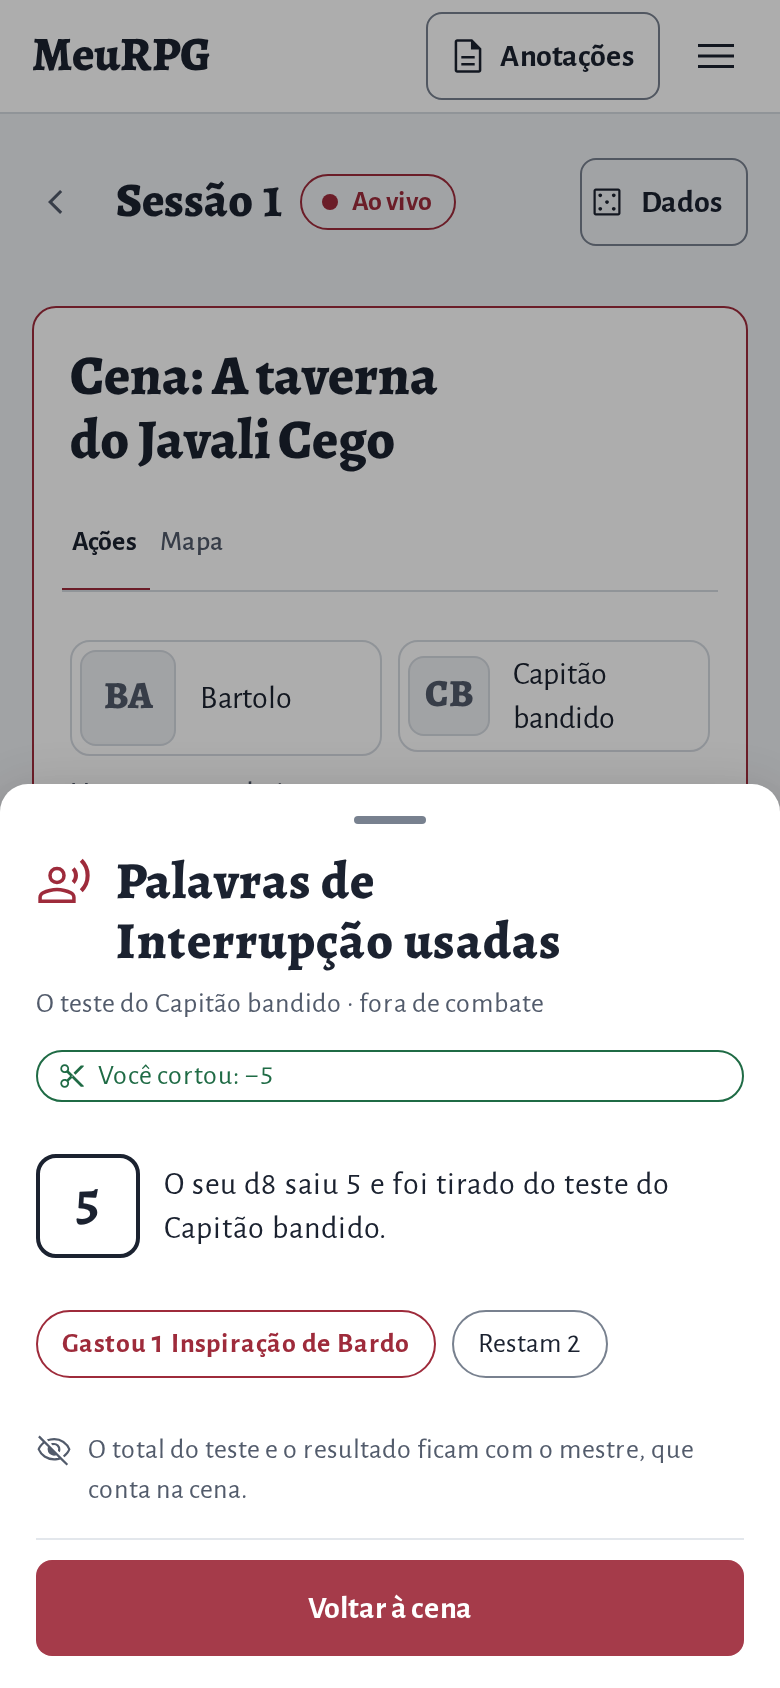 MeuRPG
Anotações
Sessão 1
Ao vivo
Dados
Cena: A taverna
do Javali Cego
Ações
Mapa
BA
Bartolo
CB
Capitão
bandido
Palavras de
Interrupção usadas
O teste do Capitão bandido · fora de combate
Você cortou: −5
5
O seu d8 saiu 5 e foi tirado do teste do
Capitão bandido.
Gastou 1 Inspiração de Bardo
Restam 2
O total do teste e o resultado ficam com o mestre, que
conta na cena.
Voltar à cena